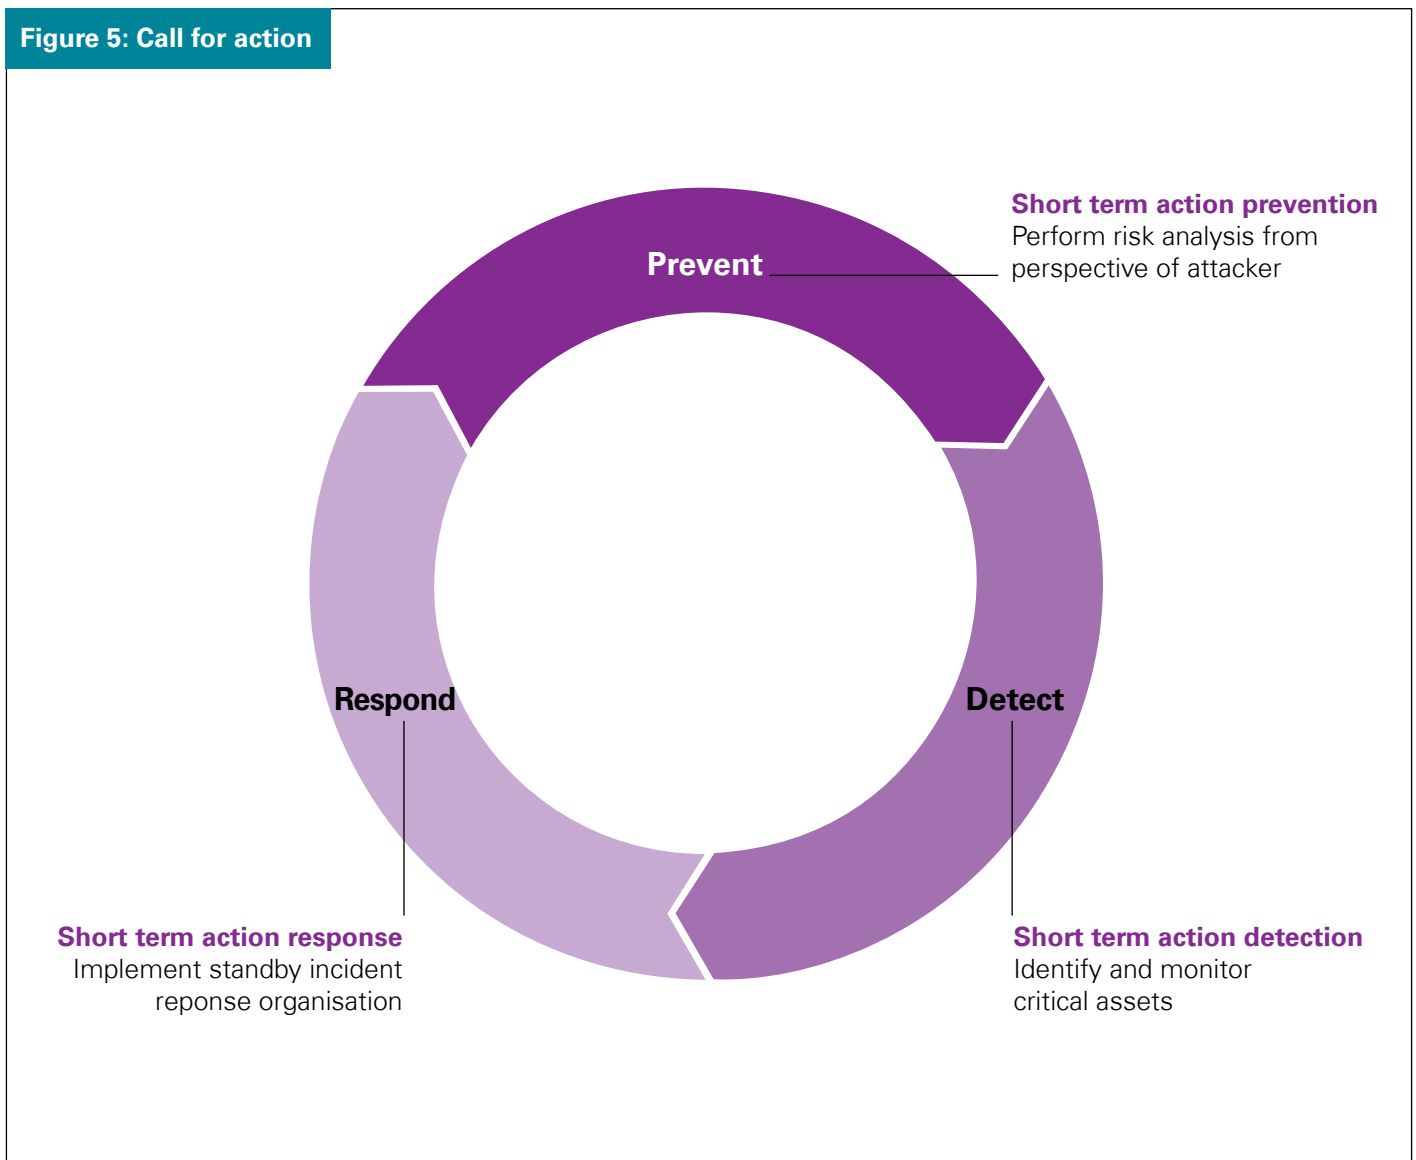 Figure 5: Call for action
Short term action prevention
Perform risk analysis from
perspective of attacker
Prevent
Respond
Detect
Short term action response
Implement standby incident
reponse organisation
Short term action detection
Identify and monitor
critical assets